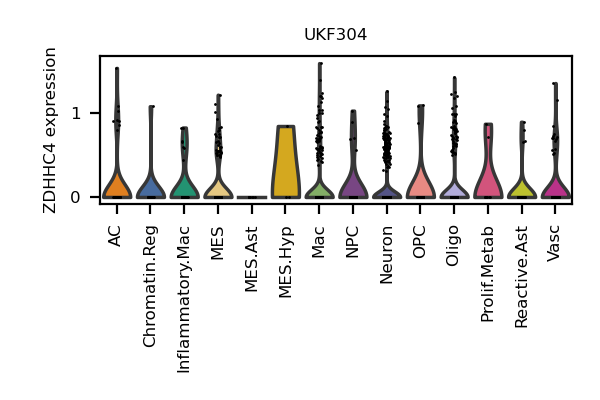 UKF304
ZDHHC4 expression
1
0
AC
Chromatin.Reg
Inflammatory.Mac
MES
MES.Ast
MES.Hyp
Mac
NPC
Neuron
OPC
Oligo
Prolif.Metab
Reactive.Ast
Vasc